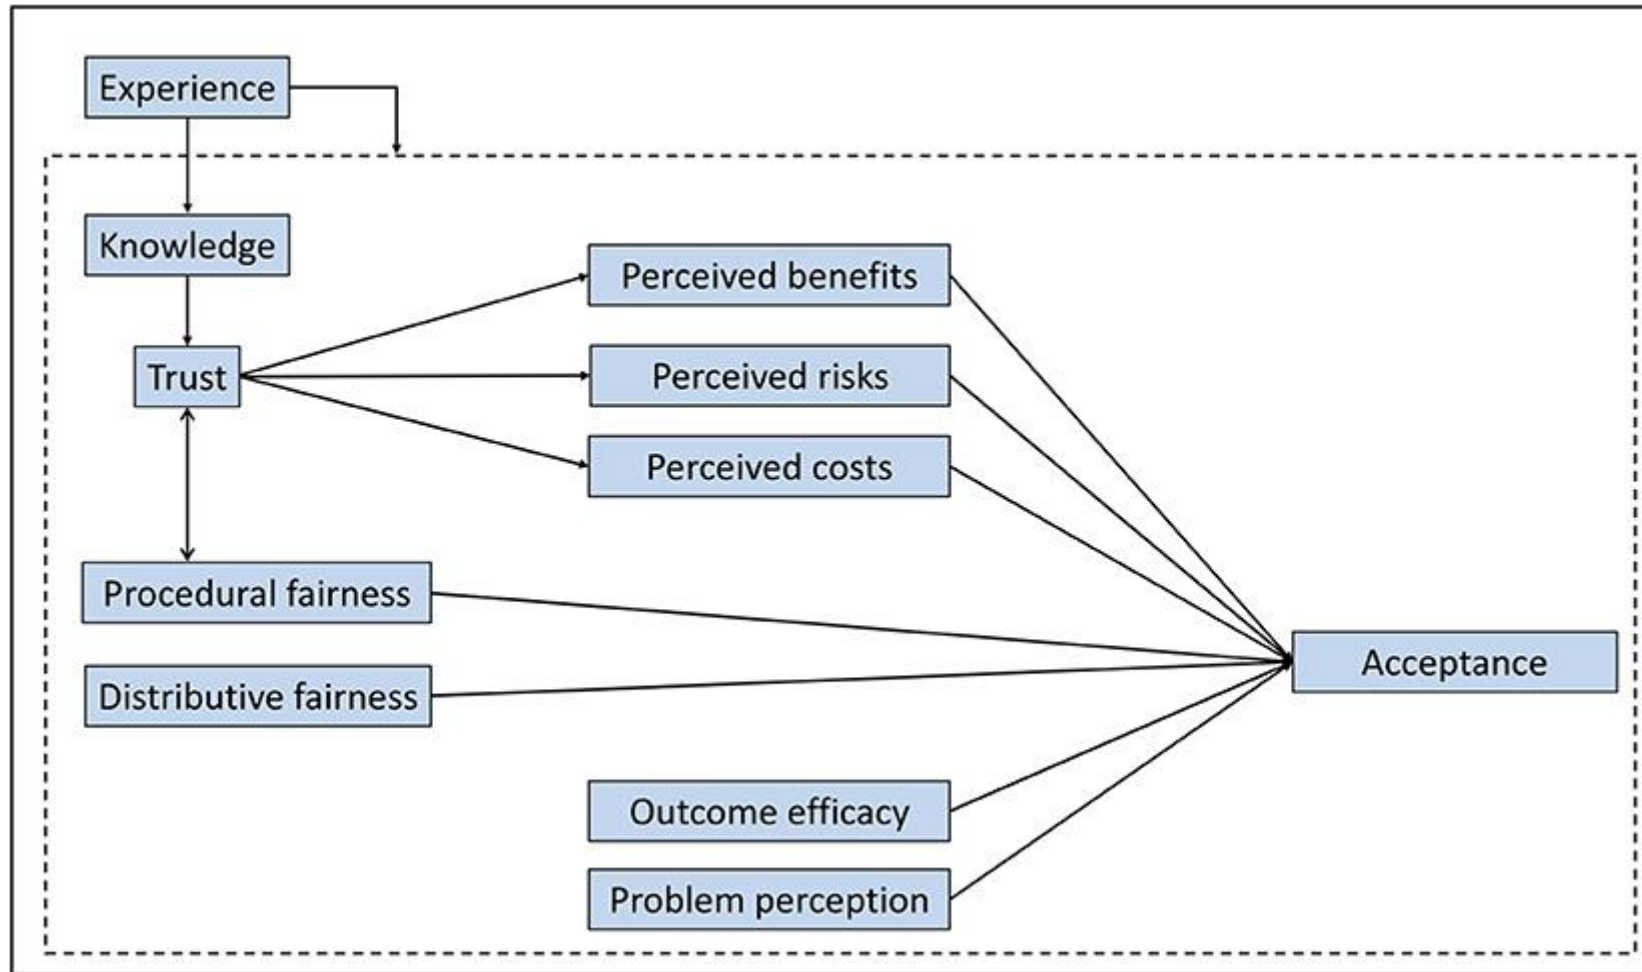 Experience
Knowledge
Perceived benefits
Trust
Perceived risks
Perceived costs
Procedural fairness
Distributive fairness
Acceptance
Outcome efficacy
Problem perception